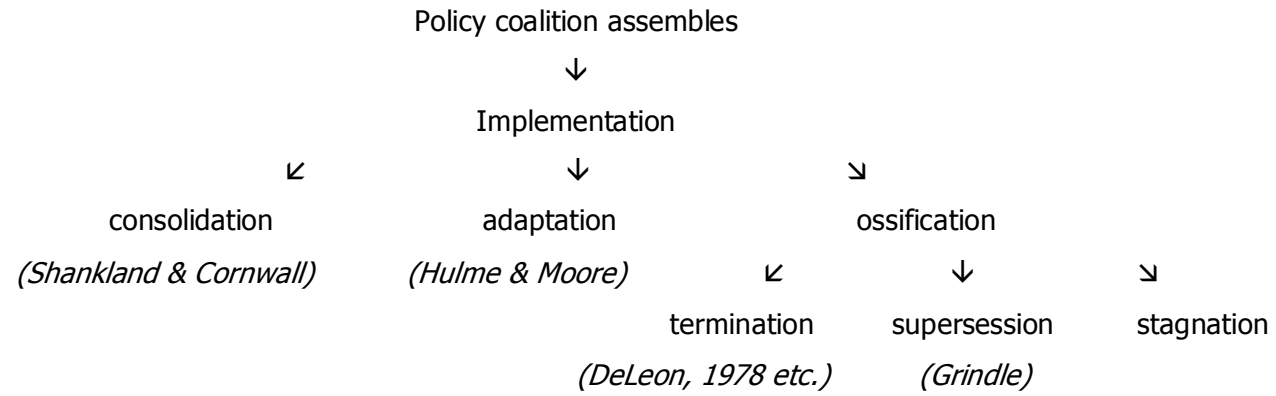 Policy coalition assembles
↓
Implementation
↙ ↓ ↘
consolidation adaptation ossification
(Shankland & Cornwall) (Hulme & Moore) ↙ ↓ ↘
termination supersession stagnation
(DeLeon, 1978 etc.) (Grindle)